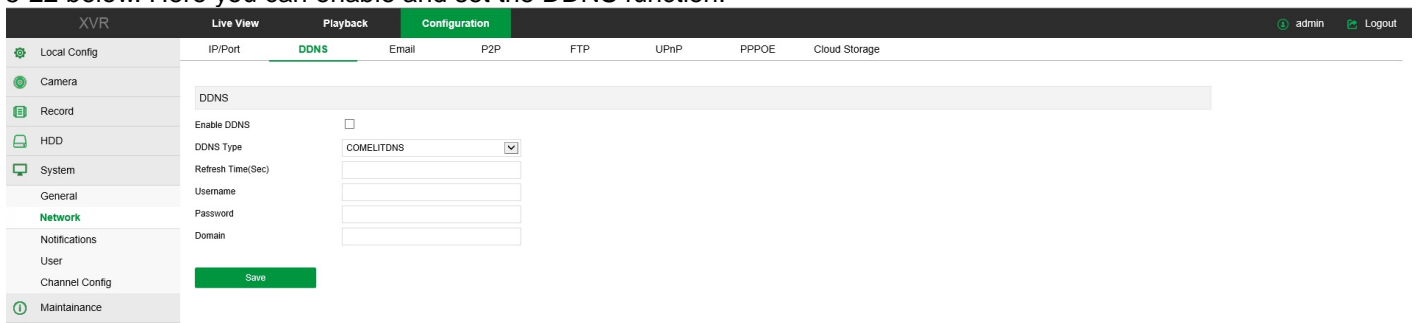 XVR Live View Playback Configuration admin Logout
Local Config IP/Port DDNS Email P2P FTP UPnP PPPOE Cloud Storage
Camera
DDNS
Record
Enable DDNS
HDD
DDNS Type COMELITDNS
System Refresh Time(Sec)
General Username
Network Password
Notifications Domain
User
Channel Config Save
Maintainance